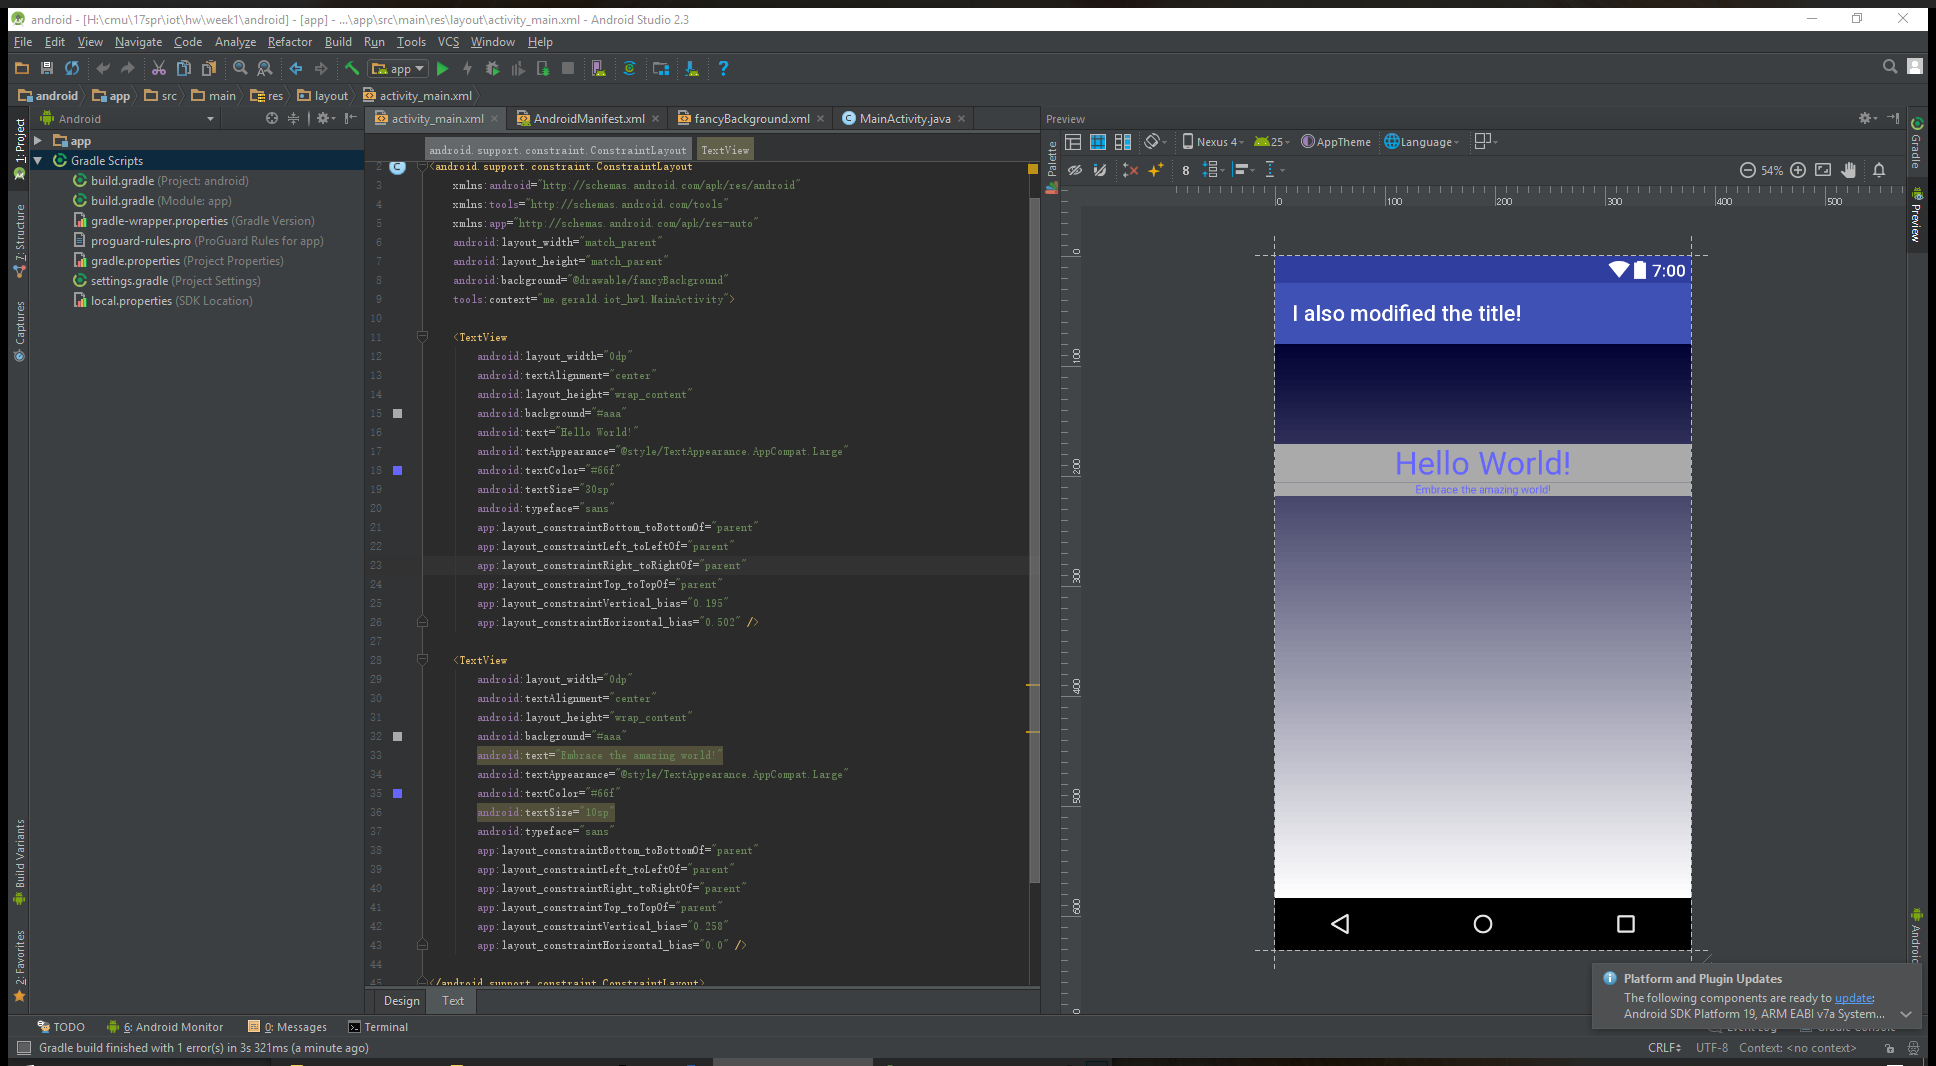 android - [H:\cmu\17spr\iot\hw\week1\android] - [app] - ...\app\src\main\res\layout\activity_main.xml - Android Studio 2.3
File Edit View Navigate Code Analyze Refactor Build Run Tools VCS Window Help
app
android app src main res layout activity_main.xml
1: Project
7: Structure
Captures
Build Variants
2: Favorites
Android
app
Gradle Scripts
build.gradle (Project: android)
build.gradle (Module: app)
gradle-wrapper.properties (Gradle Version)
proguard-rules.pro (ProGuard Rules for app)
gradle.properties (Project Properties)
settings.gradle (Project Settings)
local.properties (SDK Location)
activity_main.xml AndroidManifest.xml fancyBackground.xml MainActivity.java
android.support.constraint.ConstraintLayout TextView
2 <android.support.constraint.ConstraintLayout
3 xmlns:android="http://schemas.android.com/apk/res/android"
4 xmlns:tools="http://schemas.android.com/tools"
5 xmlns:app="http://schemas.android.com/apk/res-auto"
6 android:layout_width="match_parent"
7 android:layout_height="match_parent"
8 android:background="@drawable/fancyBackground"
9 tools:context="me.gerald.iot_hw1.MainActivity">
10
11 <TextView
12 android:layout_width="0dp"
13 android:textAlignment="center"
14 android:layout_height="wrap_content"
15 android:background="#aaa"
16 android:text="Hello World!"
17 android:textAppearance="@style/TextAppearance.AppCompat.Large"
18 android:textColor="#66f"
19 android:textSize="30sp"
20 android:typeface="sans"
21 app:layout_constraintBottom_toBottomOf="parent"
22 app:layout_constraintLeft_toLeftOf="parent"
23 app:layout_constraintRight_toRightOf="parent"
24 app:layout_constraintTop_toTopOf="parent"
25 app:layout_constraintVertical_bias="0.195"
26 app:layout_constraintHorizontal_bias="0.502" />
27
28 <TextView
29 android:layout_width="0dp"
30 android:textAlignment="center"
31 android:layout_height="wrap_content"
32 android:background="#aaa"
33 android:text="Embrace the amazing world!"
34 android:textAppearance="@style/TextAppearance.AppCompat.Large"
35 android:textColor="#66f"
36 android:textSize="10sp"
37 android:typeface="sans"
38 app:layout_constraintBottom_toBottomOf="parent"
39 app:layout_constraintLeft_toLeftOf="parent"
40 app:layout_constraintRight_toRightOf="parent"
41 app:layout_constraintTop_toTopOf="parent"
42 app:layout_constraintVertical_bias="0.258"
43 app:layout_constraintHorizontal_bias="0.0" />
44
45 </android.support.constraint.ConstraintLayout>
Design Text
Preview
Palette
Nexus 4 25 AppTheme Language
8 54%
0 100 200 300 400 500
0
100
200
300
400
500
600
0
7:00
I also modified the title!
Hello World!
Embrace the amazing world!
Gradle
Preview
Android
Platform and Plugin Updates
The following components are ready to update:
Android SDK Platform 19, ARM EABI v7a System...
Event Log Gradle Console
TODO 6: Android Monitor 0: Messages Terminal
Gradle build finished with 1 error(s) in 3s 321ms (a minute ago)
CRLF UTF-8 Context: <no context>